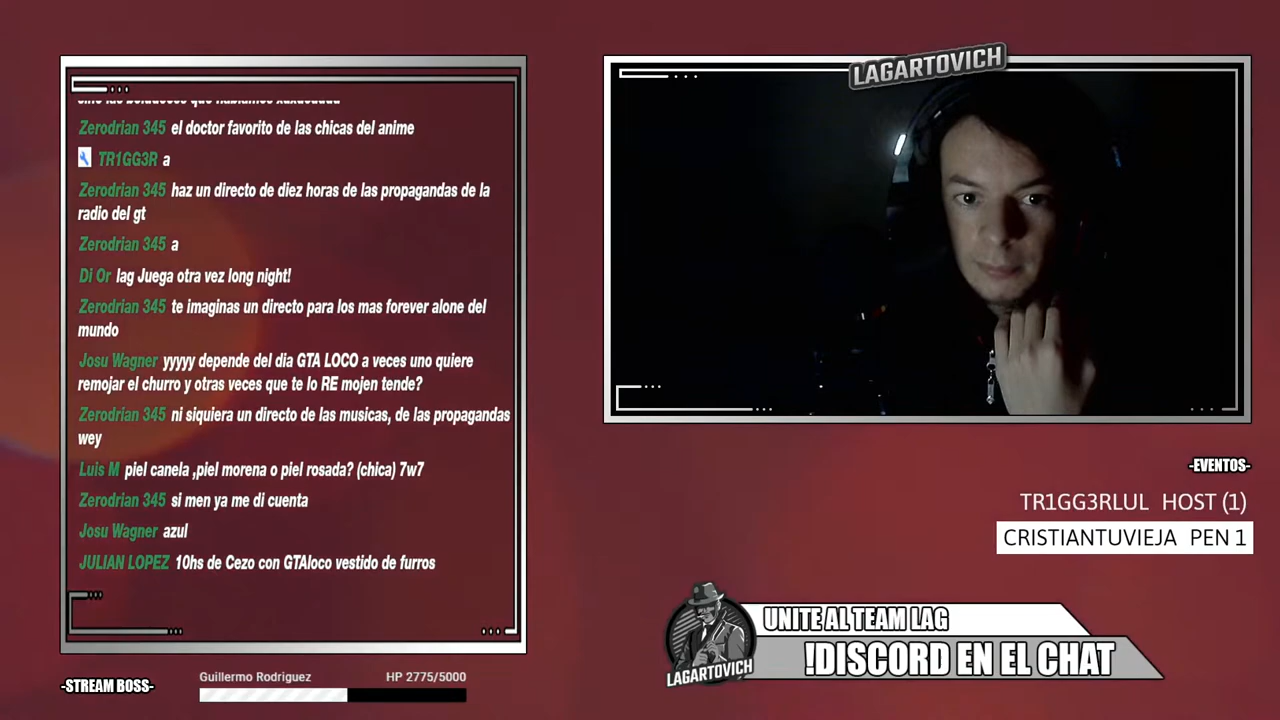 LAGARTOVICH
Zerodrian 345 el doctor favorito de las chicas del anime
TR1GG3R a
Zerodrian 345 haz un directo de diez horas de las propagandas de la
radio del gt
Zerodrian 345 a
Di Or lag Juega otra vez long night!
Zerodrian 345 te imaginas un directo para los mas forever alone del
mundo
Josu Wagner yyyyy depende del dia GTA LOCO a veces uno quiere
remojar el churro y otras veces que te lo RE mojen tende?
Zerodrian 345 ni siquiera un directo de las musicas, de las propagandas
wey
Luis M piel canela ,piel morena o piel rosada? (chica) 7w7
Zerodrian 345 si men ya me di cuenta
Josu Wagner azul
JULIAN LOPEZ 10hs de Cezo con GTAloco vestido de furros
-STREAM BOSS-
Guillermo Rodriguez HP 2775/5000
-EVENTOS-
TR1GG3RLUL HOST (1)
CRISTIANTUVIEJA PEN 1
UNITE AL TEAM LAG
!DISCORD EN EL CHAT
LAGARTOVICH